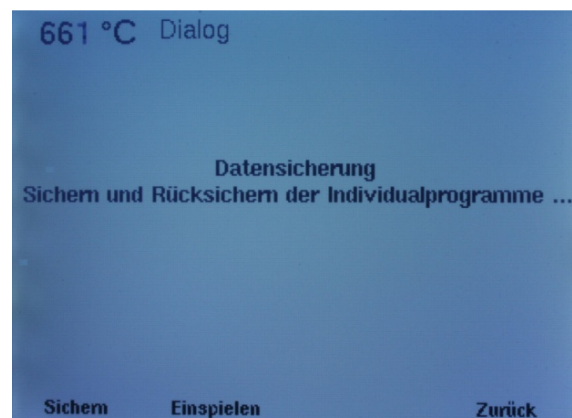 661 °C Dialog
Datensicherung
Sichern und Rücksichern der Individualprogramme ...
Sichern Einspielen Zurück